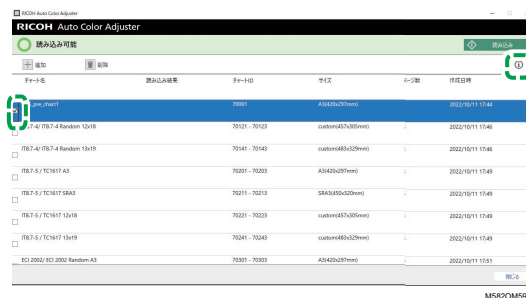 RICOH Auto Color Adjuster
RICOH Auto Color Adjuster
読み込み可能
読み込み
追加
削除
チャート名 読み込み結果 チャートID サイズ ページ数 作成日時
_pre_chart1 70001 A3(420x297mm) 2022/10/11 17:44
IT8.7-4/ IT8.7-4 Random 12x18 70121 - 70123 custom(457x305mm) 2022/10/11 17:46
IT8.7-4/ IT8.7-4 Random 13x19 70141 - 70143 custom(483x329mm) 2022/10/11 17:46
IT8.7-5 / TC1617 A3 70201 - 70203 A3(420x297mm) 2022/10/11 17:49
IT8.7-5 / TC1617 SRA3 70211 - 70213 SRA3(450x320mm) 2022/10/11 17:49
IT8.7-5 / TC1617 12x18 70221 - 70223 custom(457x305mm) 2022/10/11 17:49
IT8.7-5 / TC1617 13x19 70241 - 70243 custom(483x329mm) 2022/10/11 17:49
ECI 2002/ ECI 2002 Random A3 70301 - 70303 A3(420x297mm) 2022/10/11 17:51
閉じる
M582OM59